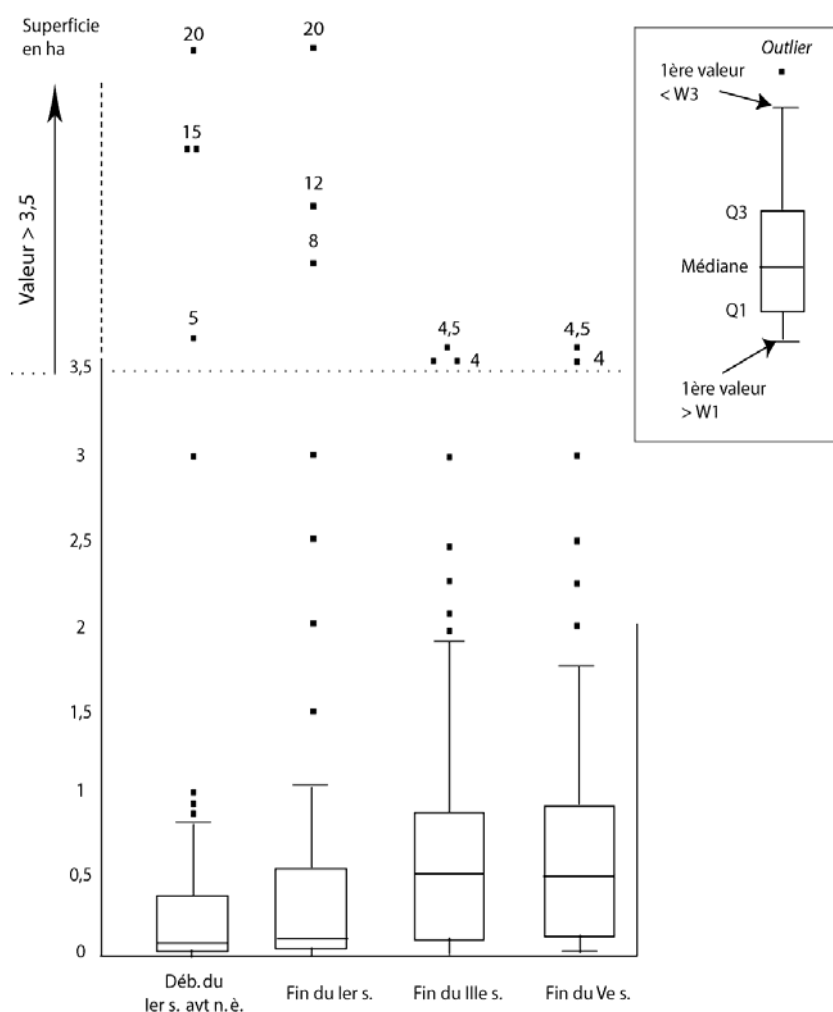 Superficie
en ha
20
20
15
12
8
5
4,5
4
4,5
4
Valeur > 3,5
3,5
3
2,5
2
1,5
1
0,5
0
Déb. du
Ier s. avt n. è.
Fin du Ier s.
Fin du IIIe s.
Fin du Ve s.
Outlier
1ère valeur
< W3
Q3
Médiane
Q1
1ère valeur
> W1